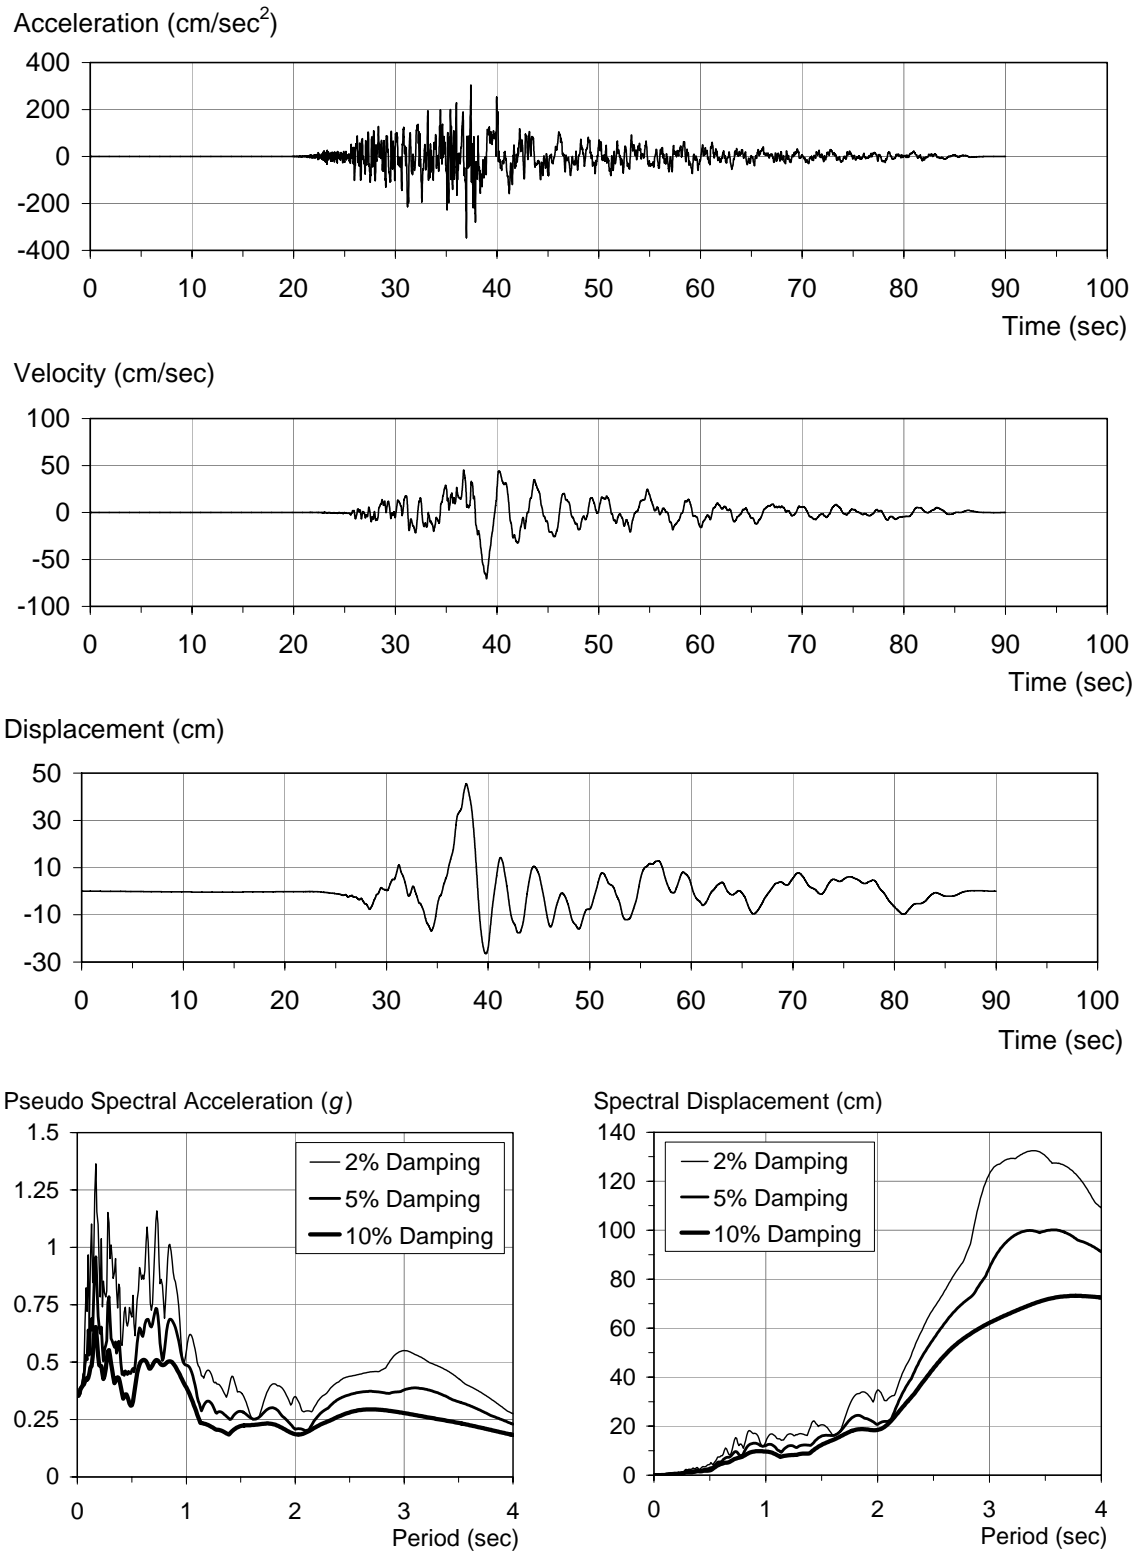 Acceleration (cm/sec2)
400
200
0
-200
-400
0 10 20 30 40 50 60 70 80 90 100
Time (sec)
Velocity (cm/sec)
100
50
0
-50
-100
0 10 20 30 40 50 60 70 80 90 100
Time (sec)
Displacement (cm)
50
30
10
-10
-30
0 10 20 30 40 50 60 70 80 90 100
Time (sec)
Pseudo Spectral Acceleration (g)
1.5
1.25
1
0.75
0.5
0.25
0
2% Damping
5% Damping
10% Damping
0 1 2 3 4
Period (sec)
Spectral Displacement (cm)
140
120
100
80
60
40
20
0
2% Damping
5% Damping
10% Damping
0 1 2 3 4
Period (sec)